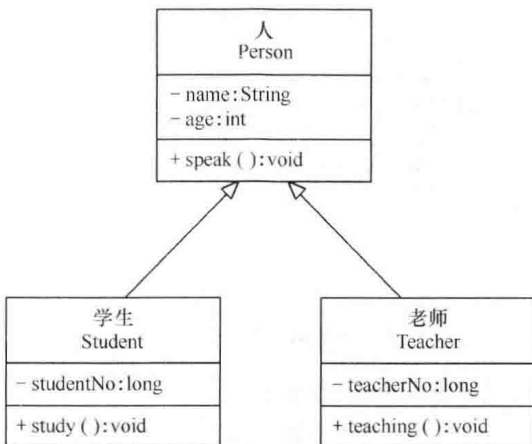 人
Person
- name:String
- age:int
+ speak ( ):void
学生
Student
- studentNo:long
+ study ( ):void
老师
Teacher
- teacherNo:long
+ teaching ( ):void